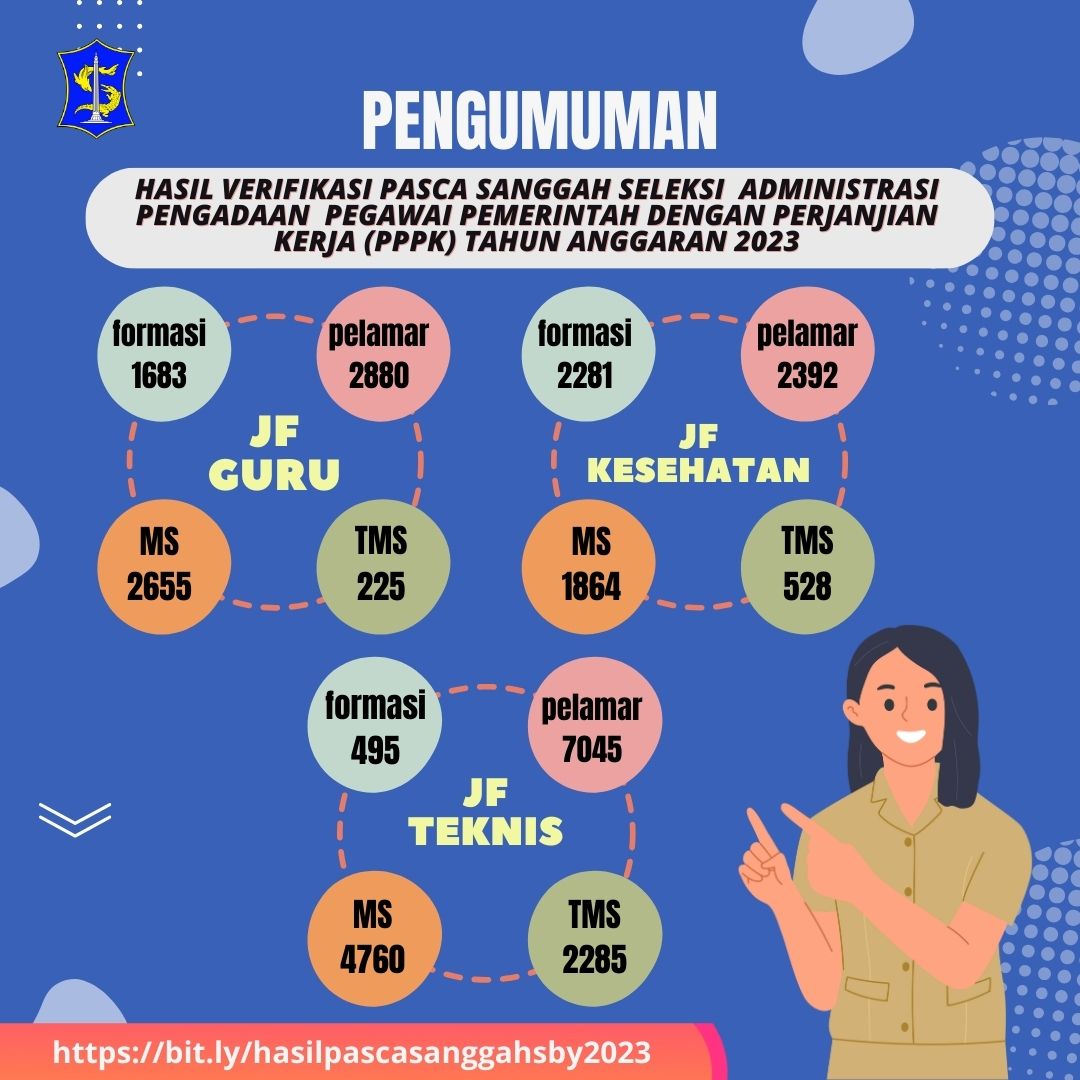 PENGUMUMAN
HASIL VERIFIKASI PASCA SANGGAH SELEKSI ADMINISTRASI
PENGADAAN PEGAWAI PEMERINTAH DENGAN PERJANJIAN
KERJA (PPPK) TAHUN ANGGARAN 2023
formasi
1683
pelamar
2880
JF
GURU
MS
2655
TMS
225
formasi
2281
pelamar
2392
JF
KESEHATAN
MS
1864
TMS
528
formasi
495
pelamar
7045
JF
TEKNIS
MS
4760
TMS
2285
https://bit.ly/hasilpascasanggahsby2023